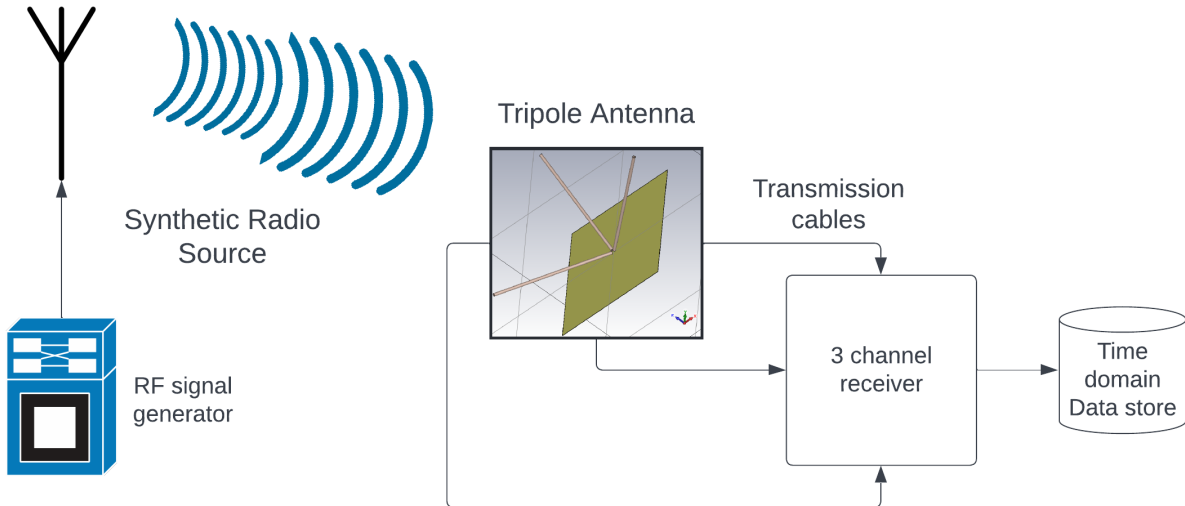 Tripole Antenna
Transmission
cables
Synthetic Radio
Source
3 channel
receiver
Time
domain
Data store
RF signal
generator